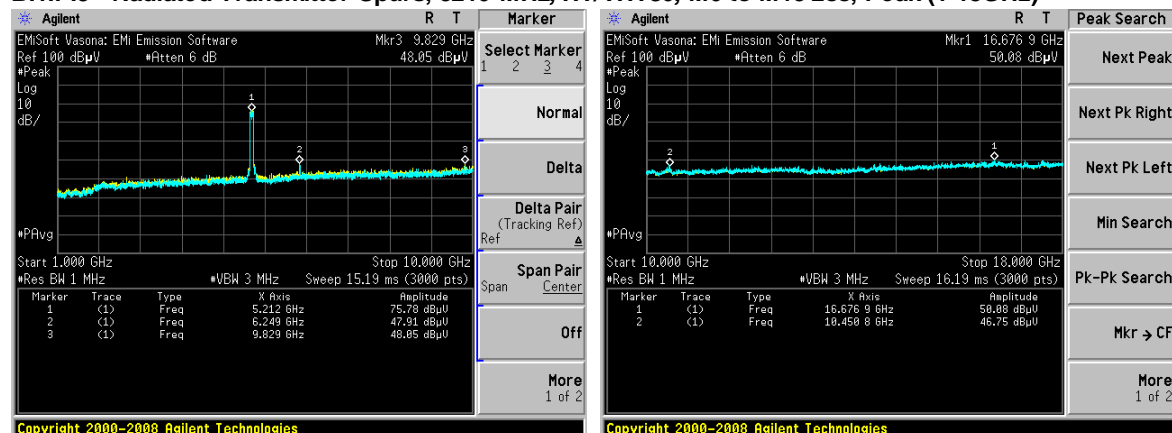 Agilent R T Marker
EMiSoft Vasona: EMi Emission Software Mkr3 9.829 GHz
Ref 100 dBµV #Atten 6 dB 48.05 dBµV
#Peak
Log
10
dB/
1
2
3
#PAvg
Start 1.000 GHz Stop 10.000 GHz
#Res BW 1 MHz #VBW 3 MHz Sweep 15.19 ms (3000 pts)
Marker Trace Type X Axis Amplitude
1 (1) Freq 5.212 GHz 75.78 dBµV
2 (1) Freq 6.249 GHz 47.91 dBµV
3 (1) Freq 9.829 GHz 48.05 dBµV
Select Marker
1 2 3 4
Normal
Delta
Delta Pair
(Tracking Ref)
Ref Δ
Span Pair
Span Center
Off
More
1 of 2
Copyright 2000-2008 Agilent Technologies
Agilent R T Peak Search
EMiSoft Vasona: EMi Emission Software Mkr1 16.676 9 GHz
Ref 100 dBµV #Atten 6 dB 50.08 dBµV
#Peak
Log
10
dB/
2
1
#PAvg
Start 10.000 GHz Stop 18.000 GHz
#Res BW 1 MHz #VBW 3 MHz Sweep 16.19 ms (3000 pts)
Marker Trace Type X Axis Amplitude
1 (1) Freq 16.676 9 GHz 50.08 dBµV
2 (1) Freq 10.450 8 GHz 46.75 dBµV
Next Peak
Next Pk Right
Next Pk Left
Min Search
Pk-Pk Search
Mkr → CF
More
1 of 2
Copyright 2000-2008 Agilent Technologies